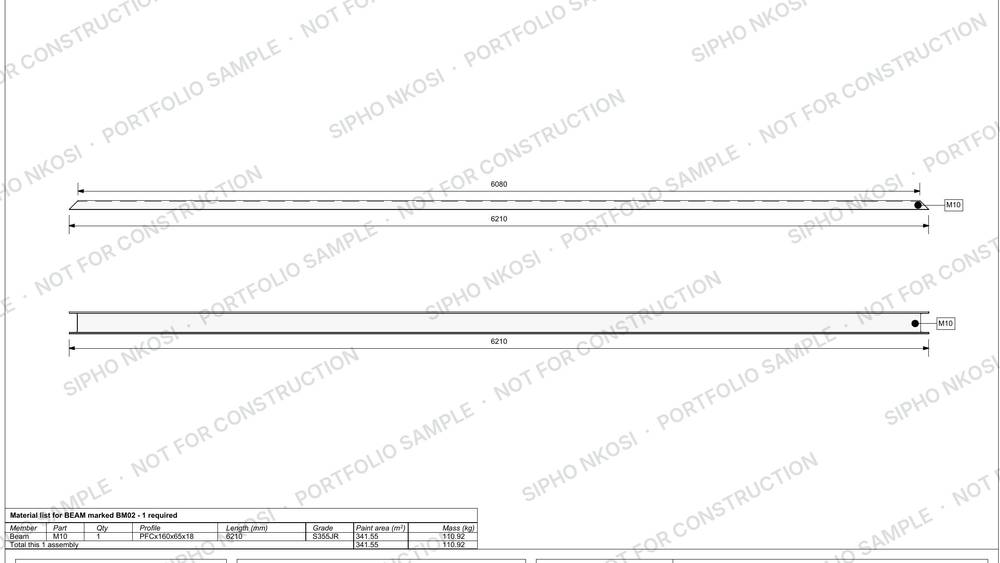 SIPHO NKOSI · PORTFOLIO SAMPLE · NOT FOR CONSTRUCTION
6080
M10
6210
M10
6210
Material list for BEAM marked BM02 - 1 required
Member Part Qty Profile Length (mm) Grade Paint area (m²) Mass (kg)
Beam M10 1 PFCx160x65x18 6210 S355JR 341.55 110.92
Total this 1 assembly 341.55 110.92